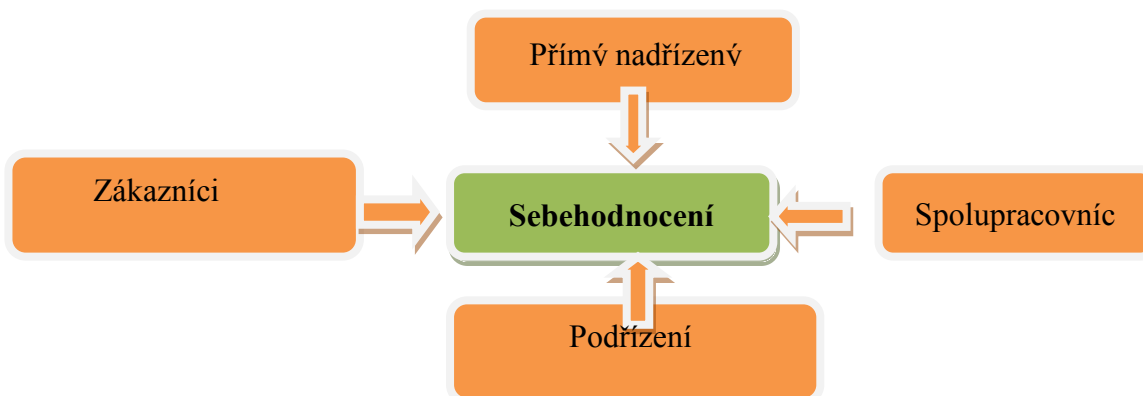 Přímý nadřízený
Zákazníci
Sebehodnocení
Spolupracovníc
Podřízení